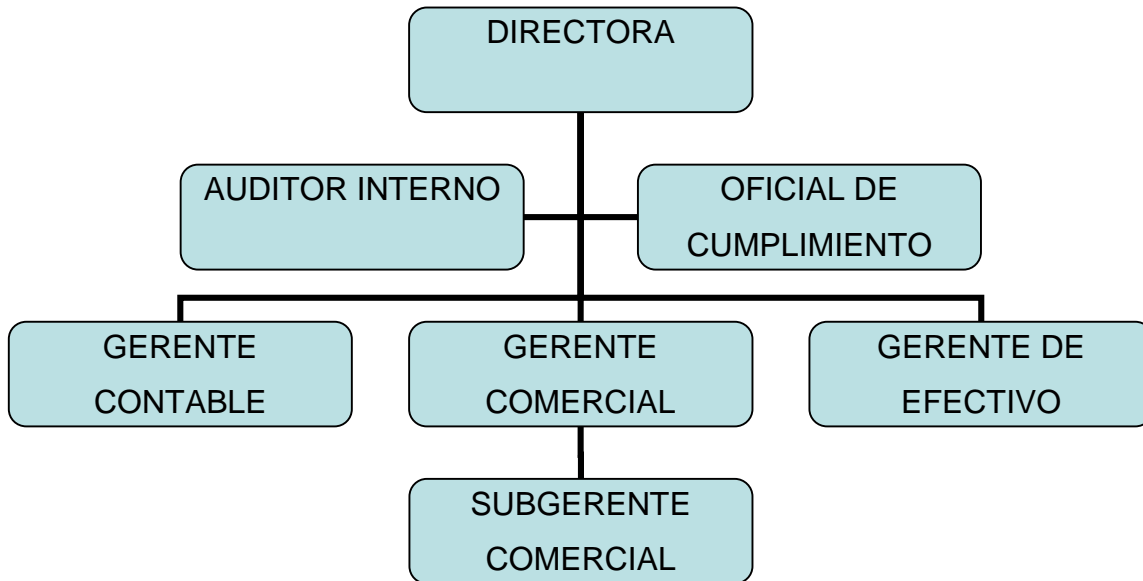 DIRECTORA
AUDITOR INTERNO
OFICIAL DE
CUMPLIMIENTO
GERENTE
CONTABLE
GERENTE
COMERCIAL
GERENTE DE
EFECTIVO
SUBGERENTE
COMERCIAL